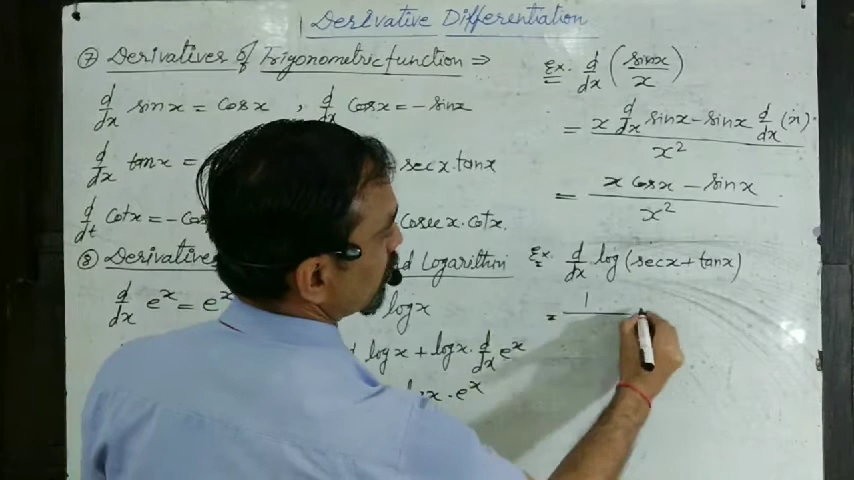 Derivative Differentiation
⑦ Derivatives of Trigonometric function ⇒
d/dx sinx = cosx , d/dx cosx = -sinx
d/dx tanx = secx.tanx
d/dt cotx = -cos cosecx.cotx.
⑧ Derivatives d Logarithm
d/dx e^x = e^x logx
logx + logx. d/dx e^x
logx. e^x
Ex. d/dx (sinx/x)
= x d/dx sinx - sinx d/dx (x) / x²
= x cosx - sinx / x²
Ex. d/dx log (secx + tanx)
= 1